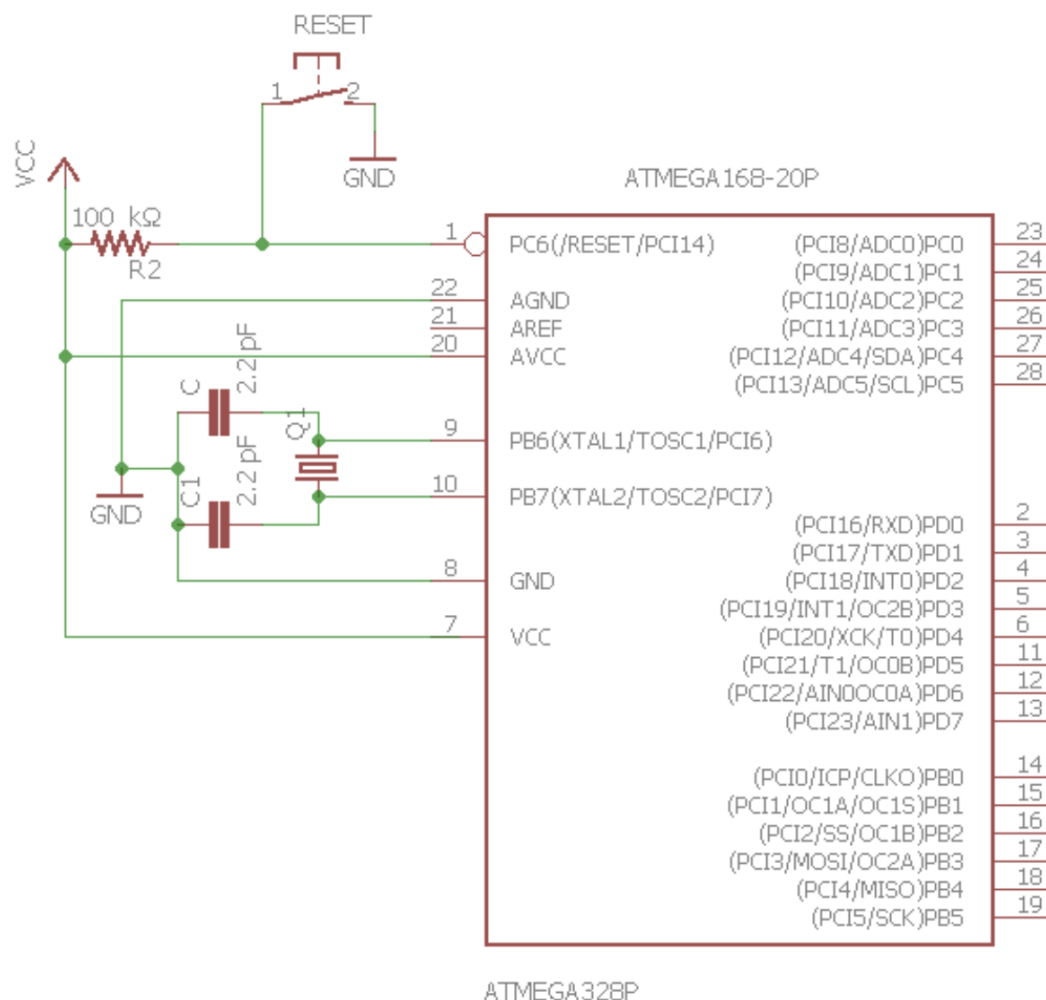 RESET
1 2
VCC
GND
ATMEGA168-20P
100 kΩ
R2
1 PC6(/RESET/PCI14)
22 AGND
21 AREF
20 AVCC
C 2.2 pF
Q1
9 PB6(XTAL1/TOSC1/PCI6)
C1 2.2 pF
10 PB7(XTAL2/TOSC2/PCI7)
GND
8 GND
7 VCC
(PCI8/ADC0)PC0 23
(PCI9/ADC1)PC1 24
(PCI10/ADC2)PC2 25
(PCI11/ADC3)PC3 26
(PCI12/ADC4/SDA)PC4 27
(PCI13/ADC5/SCL)PC5 28
(PCI16/RXD)PD0 2
(PCI17/TXD)PD1 3
(PCI18/INT0)PD2 4
(PCI19/INT1/OC2B)PD3 5
(PCI20/XCK/T0)PD4 6
(PCI21/T1/OC0B)PD5 11
(PCI22/AIN0OC0A)PD6 12
(PCI23/AIN1)PD7 13
(PCI0/ICP/CLKO)PB0 14
(PCI1/OC1A/OC1S)PB1 15
(PCI2/SS/OC1B)PB2 16
(PCI3/MOSI/OC2A)PB3 17
(PCI4/MISO)PB4 18
(PCI5/SCK)PB5 19
ATMEGA328P